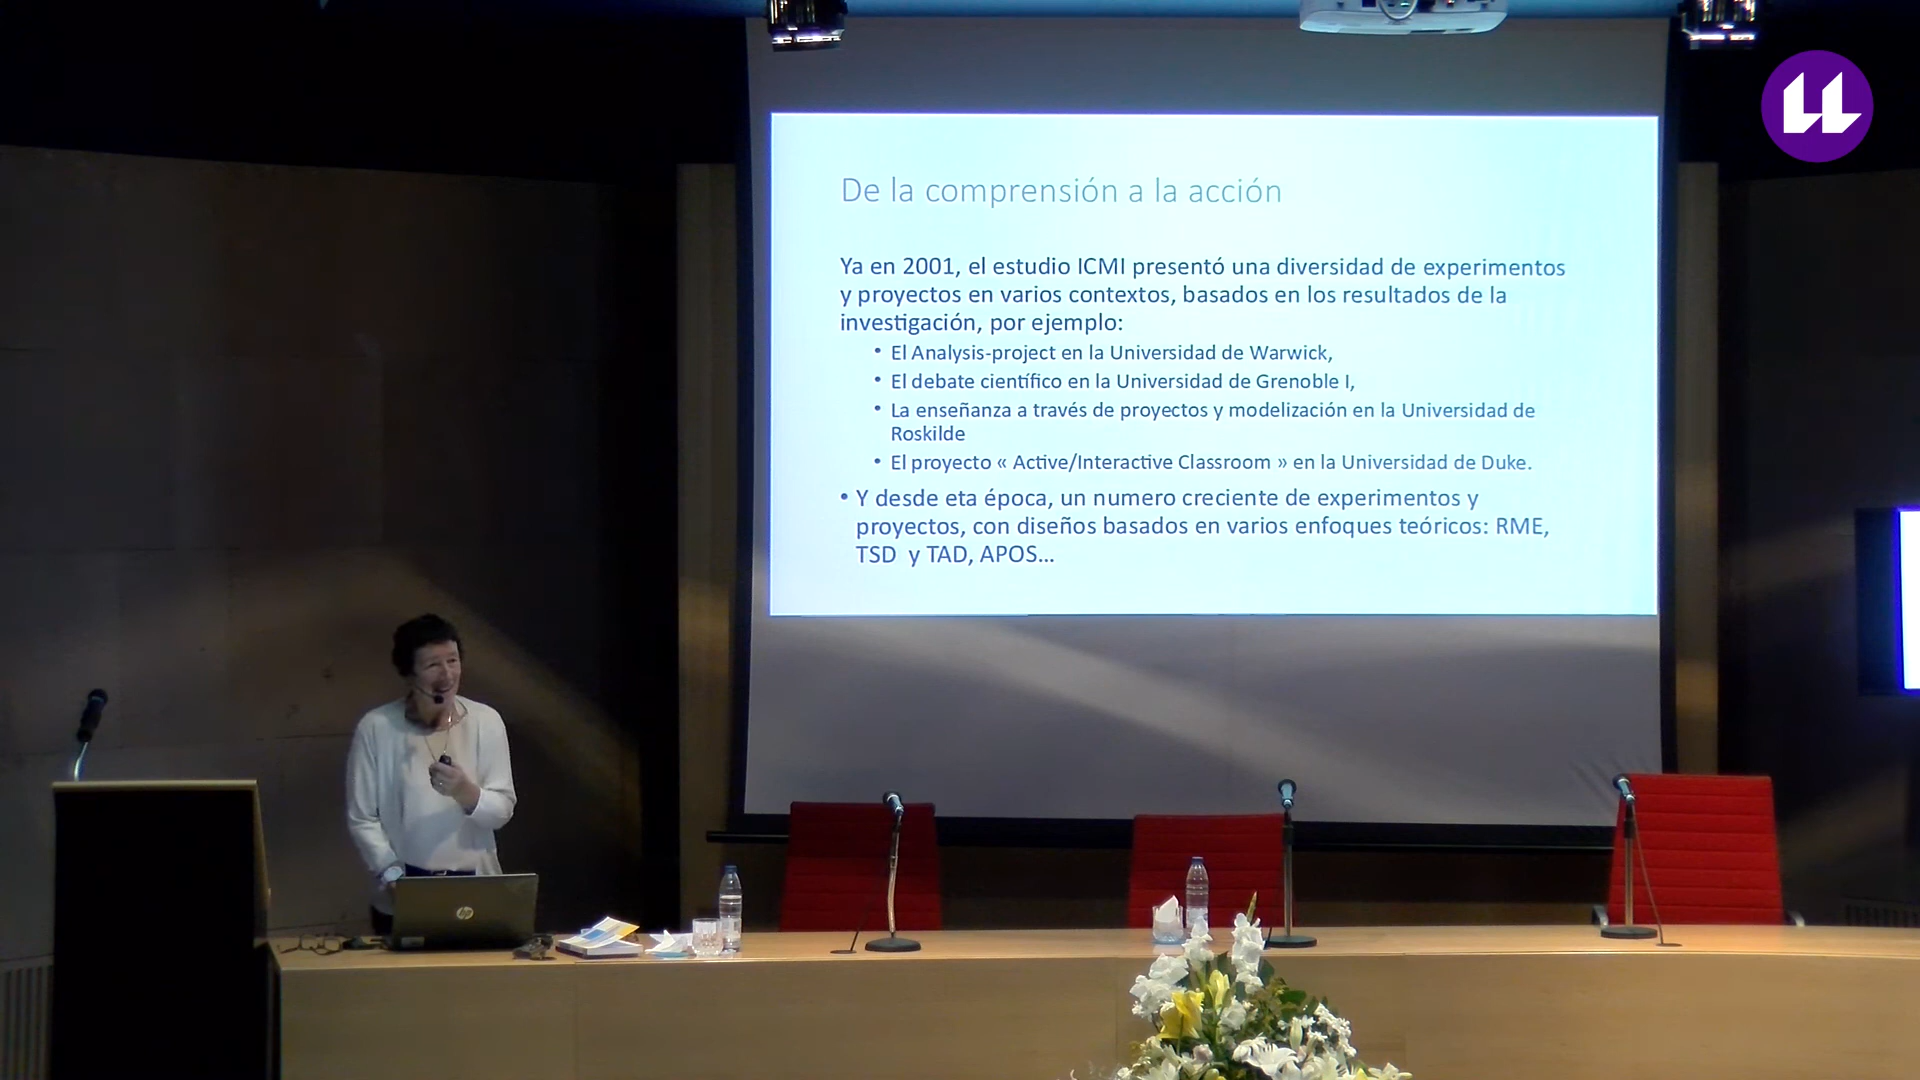 De la comprensión a la acción
Ya en 2001, el estudio ICMI presentó una diversidad de experimentos
y proyectos en varios contextos, basados en los resultados de la
investigación, por ejemplo:
• El Analysis-project en la Universidad de Warwick,
• El debate científico en la Universidad de Grenoble I,
• La enseñanza a través de proyectos y modelización en la Universidad de
Roskilde
• El proyecto « Active/Interactive Classroom » en la Universidad de Duke.
• Y desde eta época, un numero creciente de experimentos y
proyectos, con diseños basados en varios enfoques teóricos: RME,
TSD y TAD, APOS...
hp